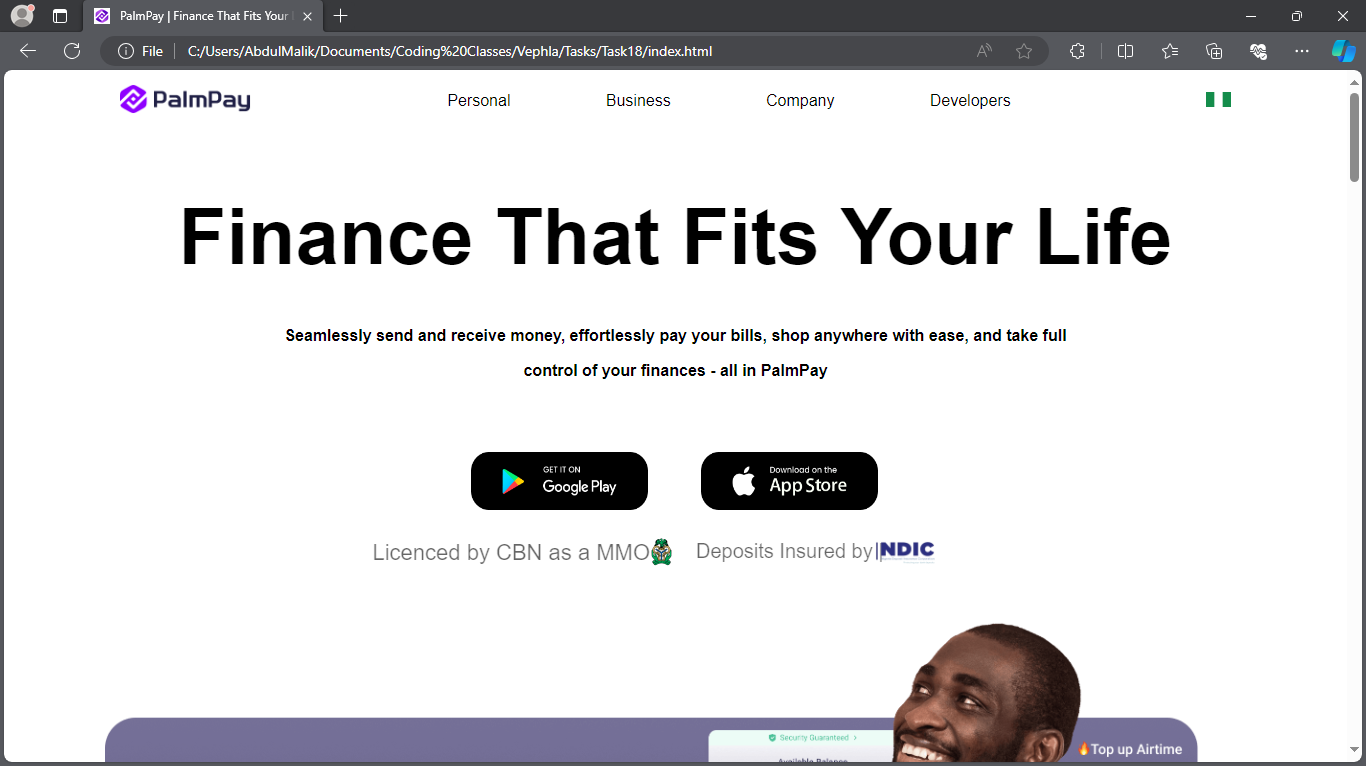 PalmPay | Finance That Fits Your
File
C:/Users/AbdulMalik/Documents/Coding%20Classes/Vephla/Tasks/Task18/index.html
PalmPay
Personal
Business
Company
Developers
Finance That Fits Your Life
Seamlessly send and receive money, effortlessly pay your bills, shop anywhere with ease, and take full
control of your finances - all in PalmPay
GET IT ON
Google Play
Download on the
App Store
Licenced by CBN as a MMO
Deposits Insured by
NDIC
Security Guaranteed
Available Balance
Top up Airtime